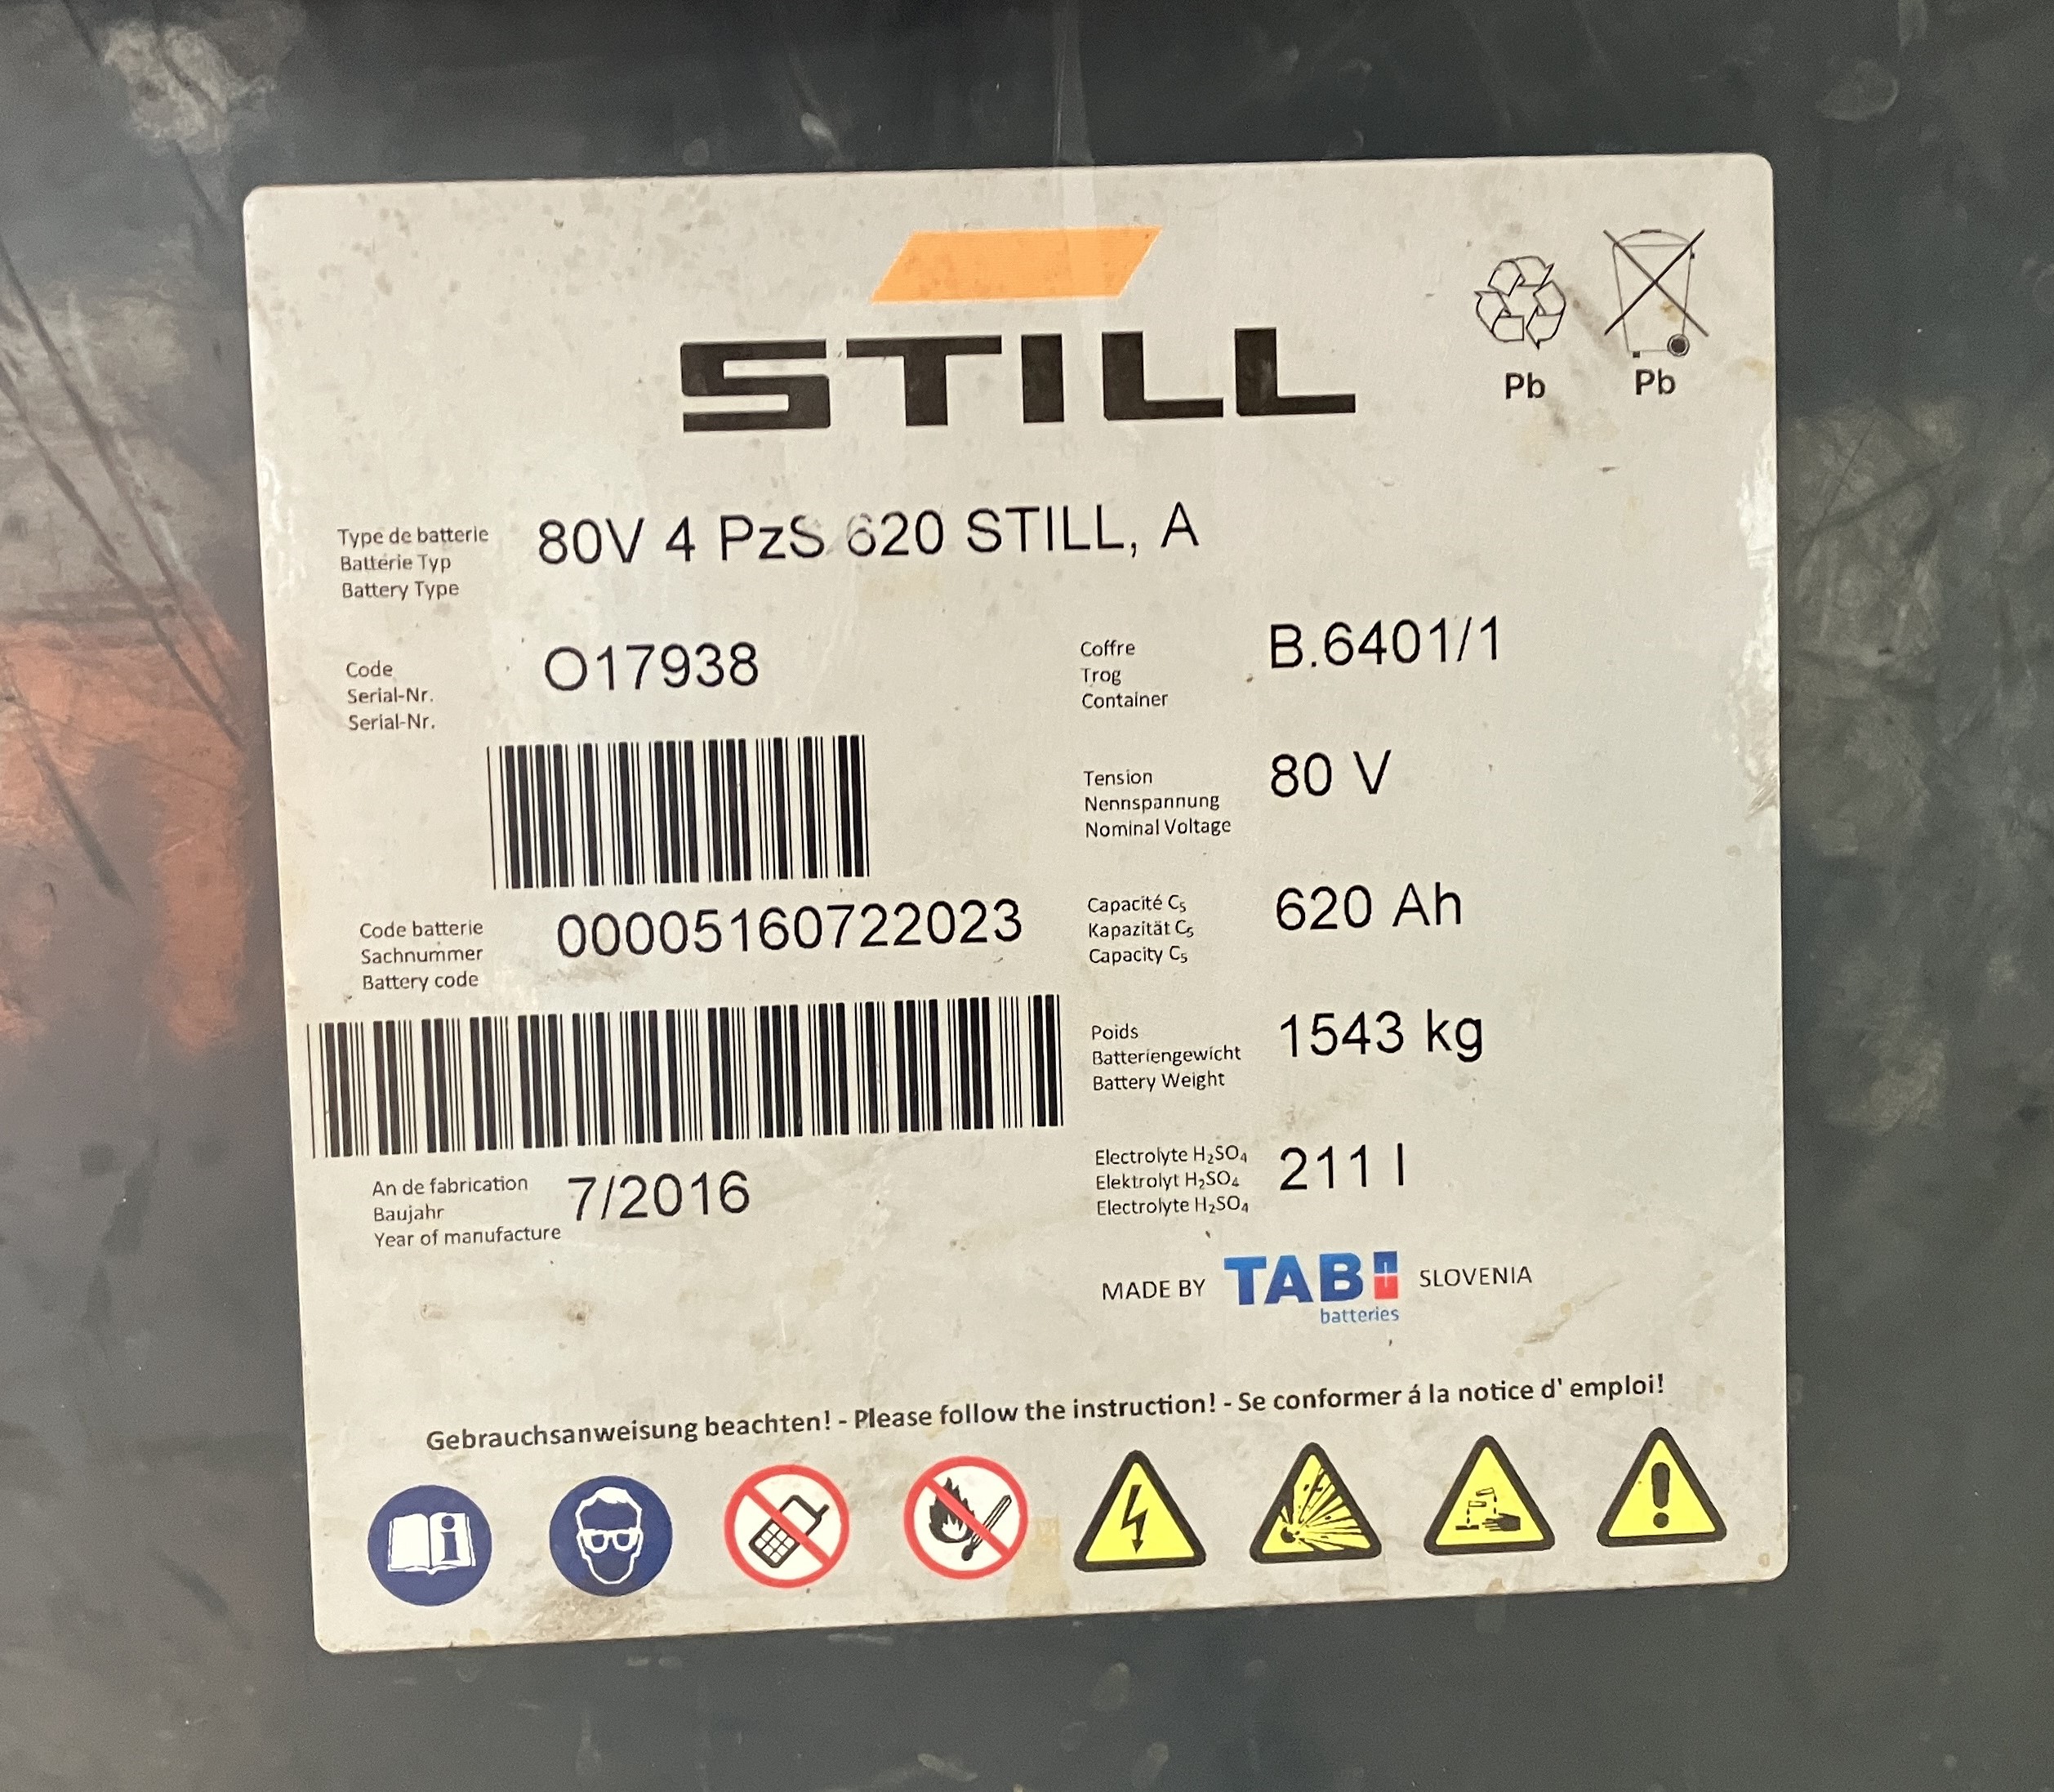 STILL
Pb Pb
Type de batterie
Batterie Typ
Battery Type
80V 4 PzS 620 STILL, A
Code
Serial-Nr.
Serial-Nr.
O17938
Coffre
Trog
Container
B.6401/1
Tension
Nennspannung
Nominal Voltage
80 V
Code batterie
Sachnummer
Battery code
00005160722023
Capacité C₅
Kapazität C₅
Capacity C₅
620 Ah
Poids
Batteriengewicht
Battery Weight
1543 kg
An de fabrication
Baujahr
Year of manufacture
7/2016
Electrolyte H₂SO₄
Elektrolyt H₂SO₄
Electrolyte H₂SO₄
211 l
MADE BY TAB batteries SLOVENIA
Gebrauchsanweisung beachten! - Please follow the instruction! - Se conformer á la notice d' emploi!